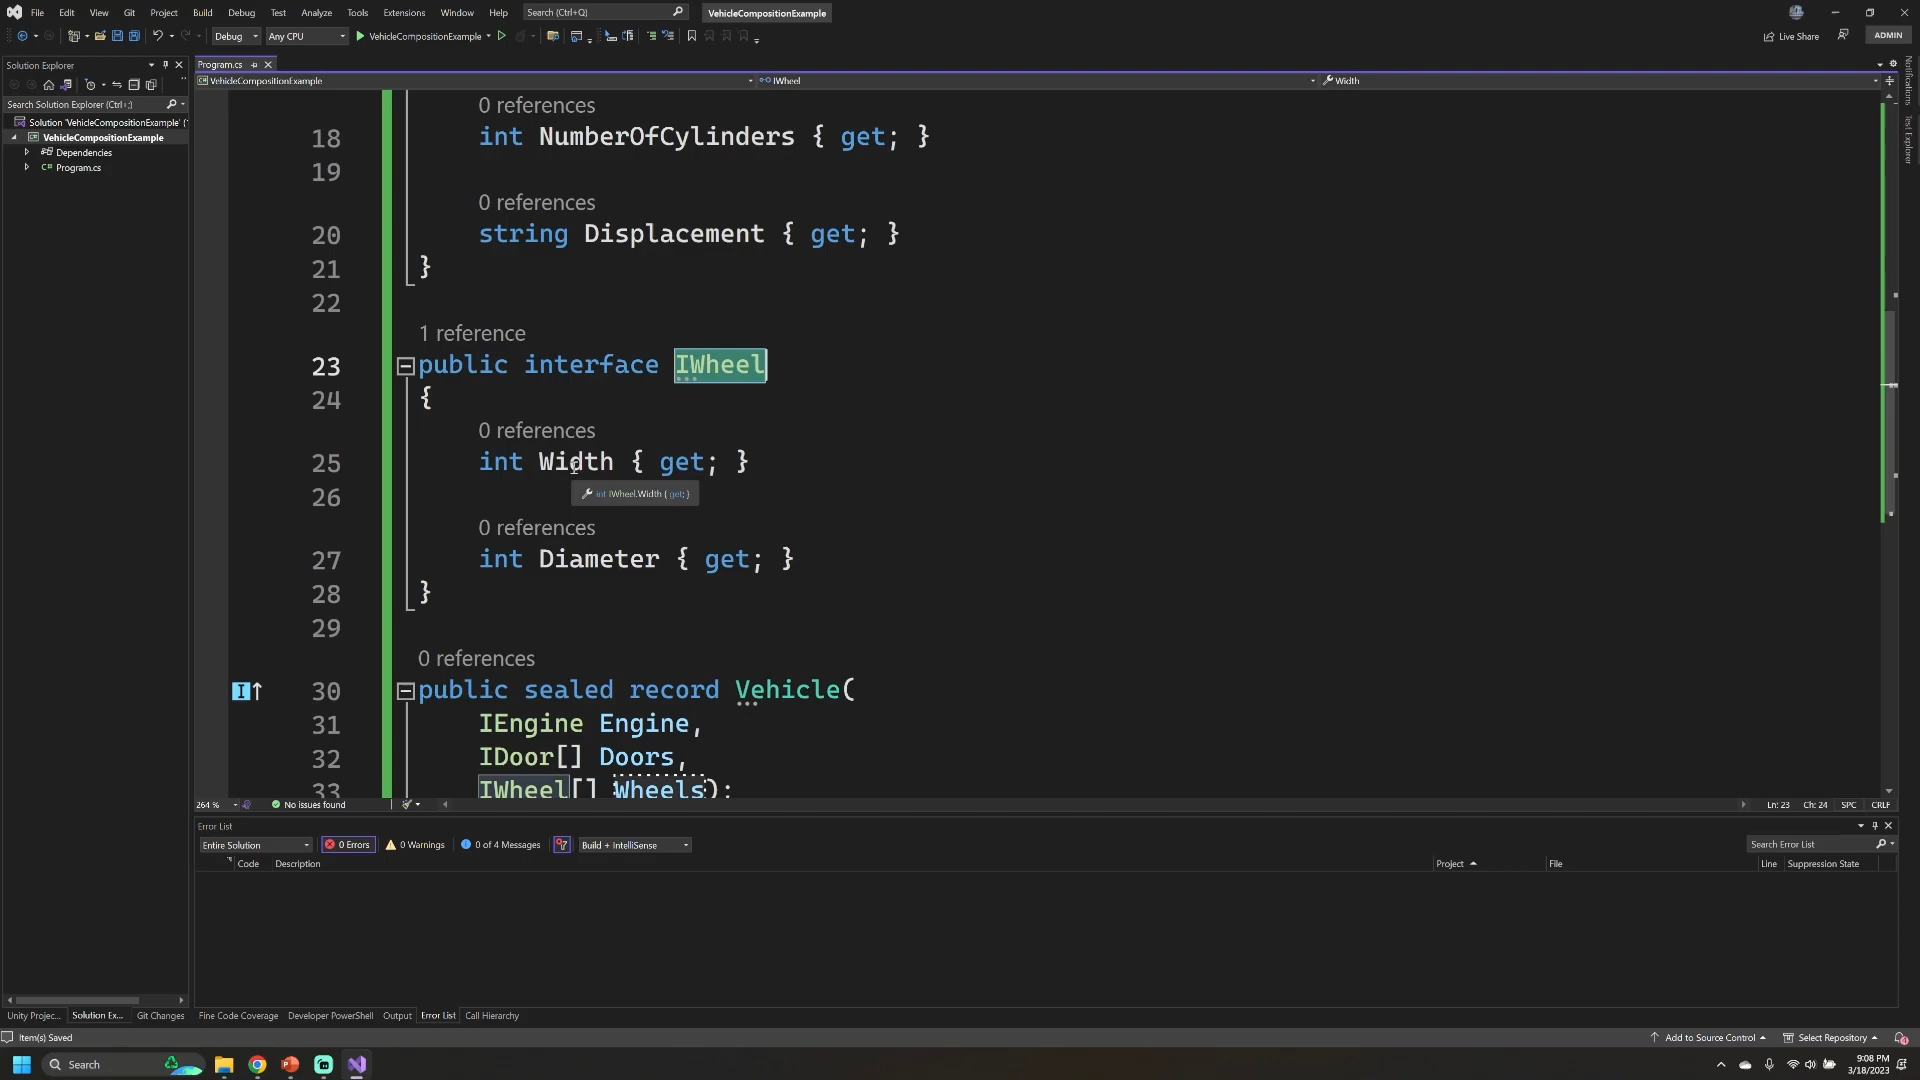 File Edit View Git Project Build Debug Test Analyze Tools Extensions Window Help Search (Ctrl+Q) VehicleCompositionExample
Debug Any CPU VehicleCompositionExample Live Share ADMIN
Solution Explorer
Search Solution Explorer (Ctrl+;)
Solution 'VehicleCompositionExample' (1
VehicleCompositionExample
Dependencies
C# Program.cs
Program.cs
VehicleCompositionExample IWheel Width
0 references
18 int NumberOfCylinders { get; }
19
0 references
20 string Displacement { get; }
21 }
22
1 reference
23 public interface IWheel
24 {
0 references
25 int Width { get; }
26 int IWheel.Width { get; }
0 references
27 int Diameter { get; }
28 }
29
0 references
30 public sealed record Vehicle(
31 IEngine Engine,
32 IDoor[] Doors,
33 IWheel[] Wheels);
264 % No issues found Ln: 23 Ch: 24 SPC CRLF
Error List
Entire Solution 0 Errors 0 Warnings 0 of 4 Messages Build + IntelliSense Search Error List
Code Description Project File Line Suppression State
Unity Projec... Solution Ex... Git Changes Fine Code Coverage Developer PowerShell Output Error List Call Hierarchy
Item(s) Saved Add to Source Control Select Repository
Search 9:08 PM
3/18/2023
Notifications
Test Explorer